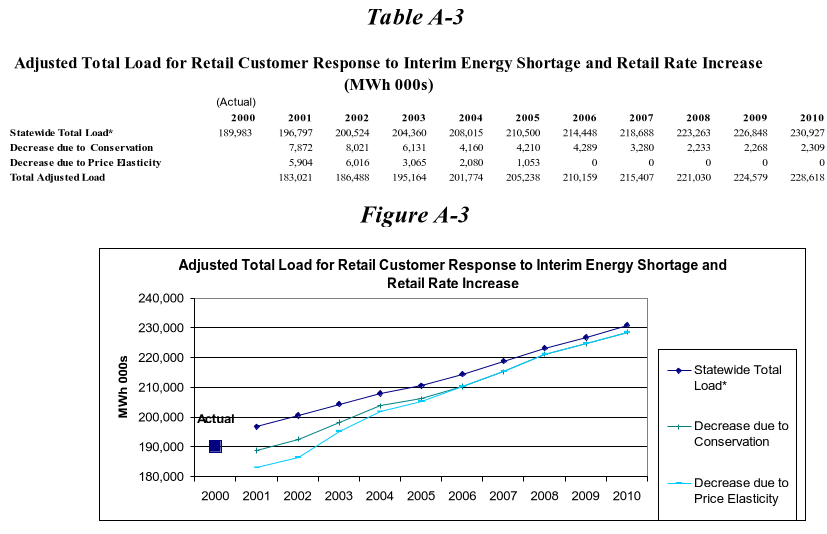 Table A-3
Adjusted Total Load for Retail Customer Response to Interim Energy Shortage and Retail Rate Increase
(MWh 000s)
(Actual)
2000 2001 2002 2003 2004 2005 2006 2007 2008 2009 2010
Statewide Total Load* 189,983 196,797 200,524 204,360 208,015 210,500 214,448 218,688 223,263 226,848 230,927
Decrease due to Conservation 7,872 8,021 6,131 4,160 4,210 4,289 3,280 2,233 2,268 2,309
Decrease due to Price Elasticity 5,904 6,016 3,065 2,080 1,053 0 0 0 0 0
Total Adjusted Load 183,021 186,488 195,164 201,774 205,238 210,159 215,407 221,030 224,579 228,618
Figure A-3
Adjusted Total Load for Retail Customer Response to Interim Energy Shortage and
Retail Rate Increase
240,000
230,000
220,000
210,000
200,000
190,000
180,000
MWh 000s
Actual
2000 2001 2002 2003 2004 2005 2006 2007 2008 2009 2010
Statewide Total
Load*
Decrease due to
Conservation
Decrease due to
Price Elasticity